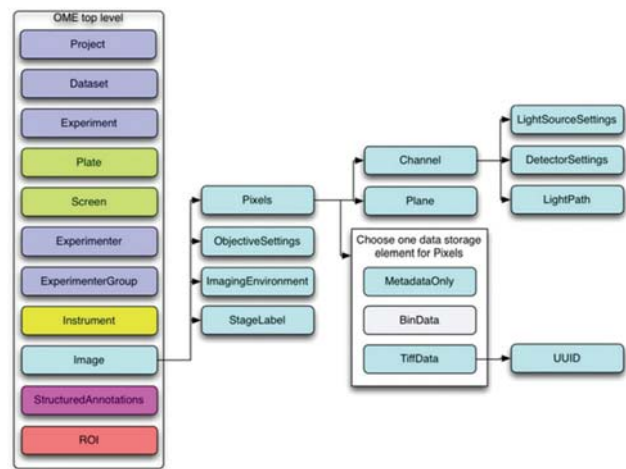 OME top level
Project
Dataset
Experiment
Plate
Screen
Experimenter
ExperimenterGroup
Instrument
Image
StructuredAnnotations
ROI
Pixels
ObjectiveSettings
ImagingEnvironment
StageLabel
Channel
Plane
Choose one data storage
element for Pixels
MetadataOnly
BinData
TiffData
LightSourceSettings
DetectorSettings
LightPath
UUID